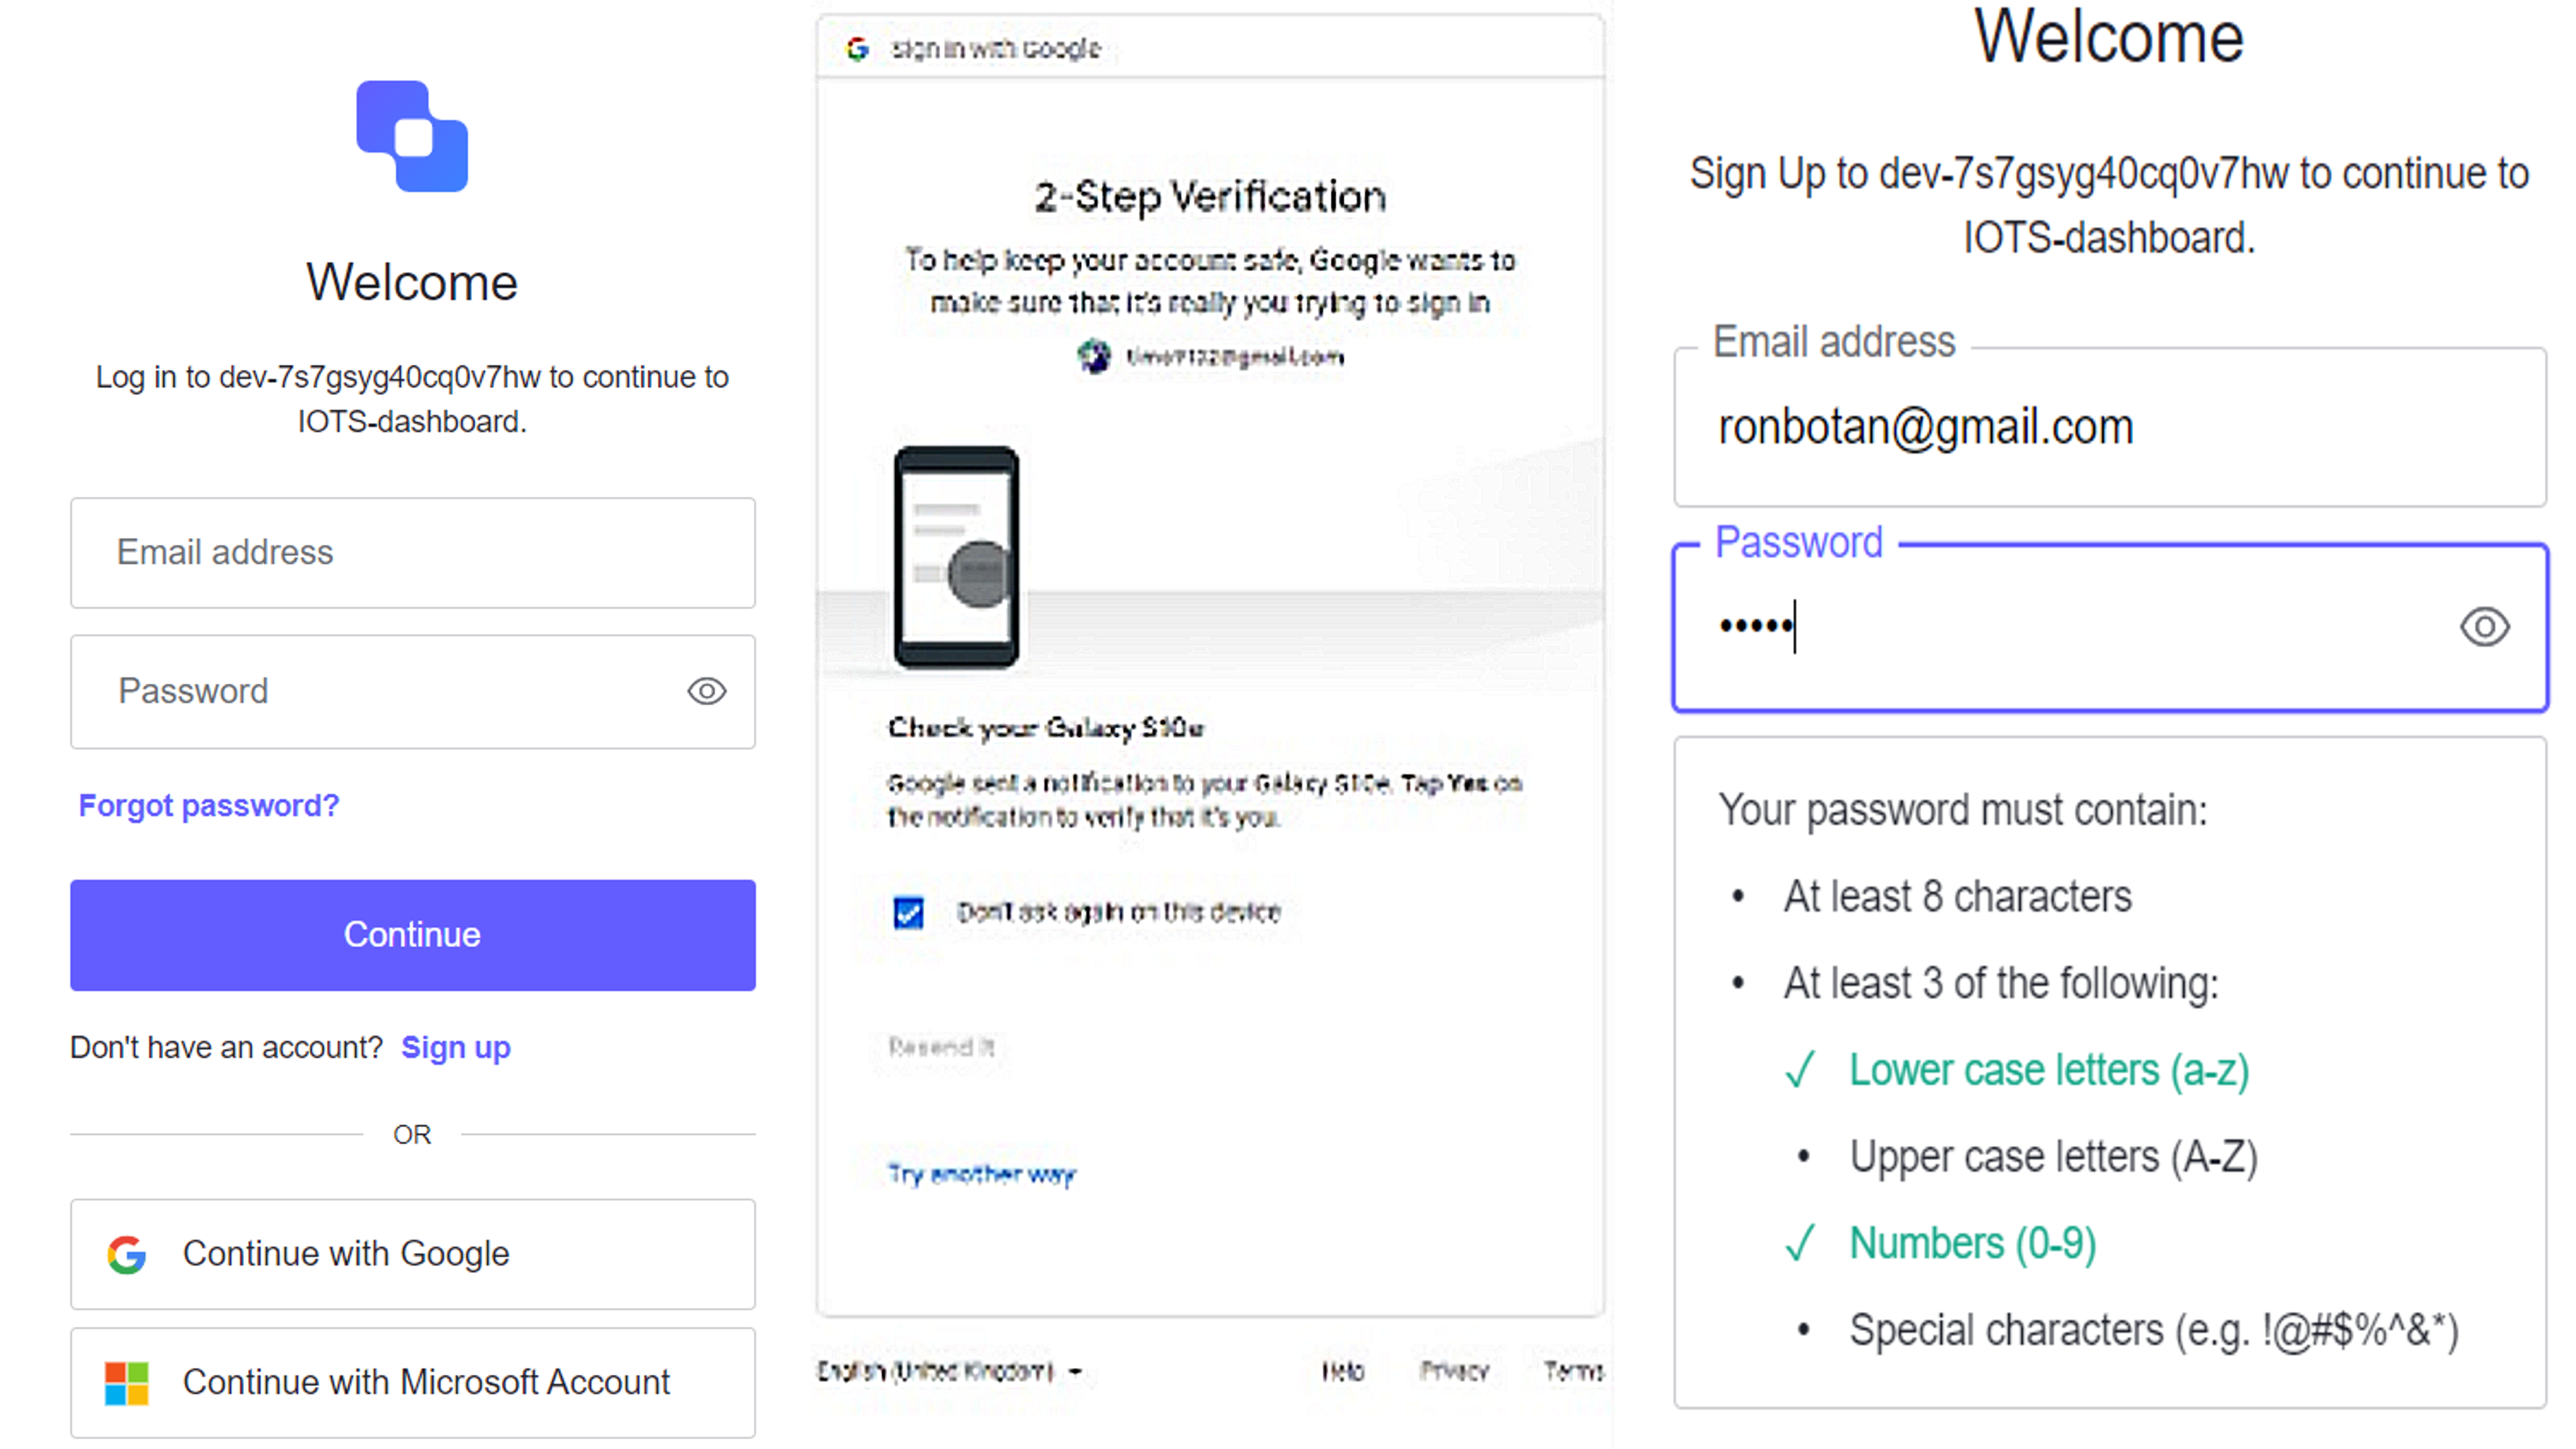 Welcome
Log in to dev-7s7gsyg40cq0v7hw to continue to
IOTS-dashboard.
Email address
Password
Forgot password?
Continue
Don't have an account? Sign up
OR
Continue with Google
Continue with Microsoft Account
Sign in with Google
2-Step Verification
To help keep your account safe, Google wants to
make sure that it's really you trying to sign in
Check your Galaxy S10e
Google sent a notification to your Galaxy S10e. Tap Yes on
the notification to verify that it's you.
Don't ask again on this device
Resend it
Try another way
English (United Kingdom)
Help Privacy Terms
Welcome
Sign Up to dev-7s7gsyg40cq0v7hw to continue to
IOTS-dashboard.
Email address
ronbotan@gmail.com
Password
Your password must contain:
• At least 8 characters
• At least 3 of the following:
✓ Lower case letters (a-z)
• Upper case letters (A-Z)
✓ Numbers (0-9)
• Special characters (e.g. !@#$%^&*)